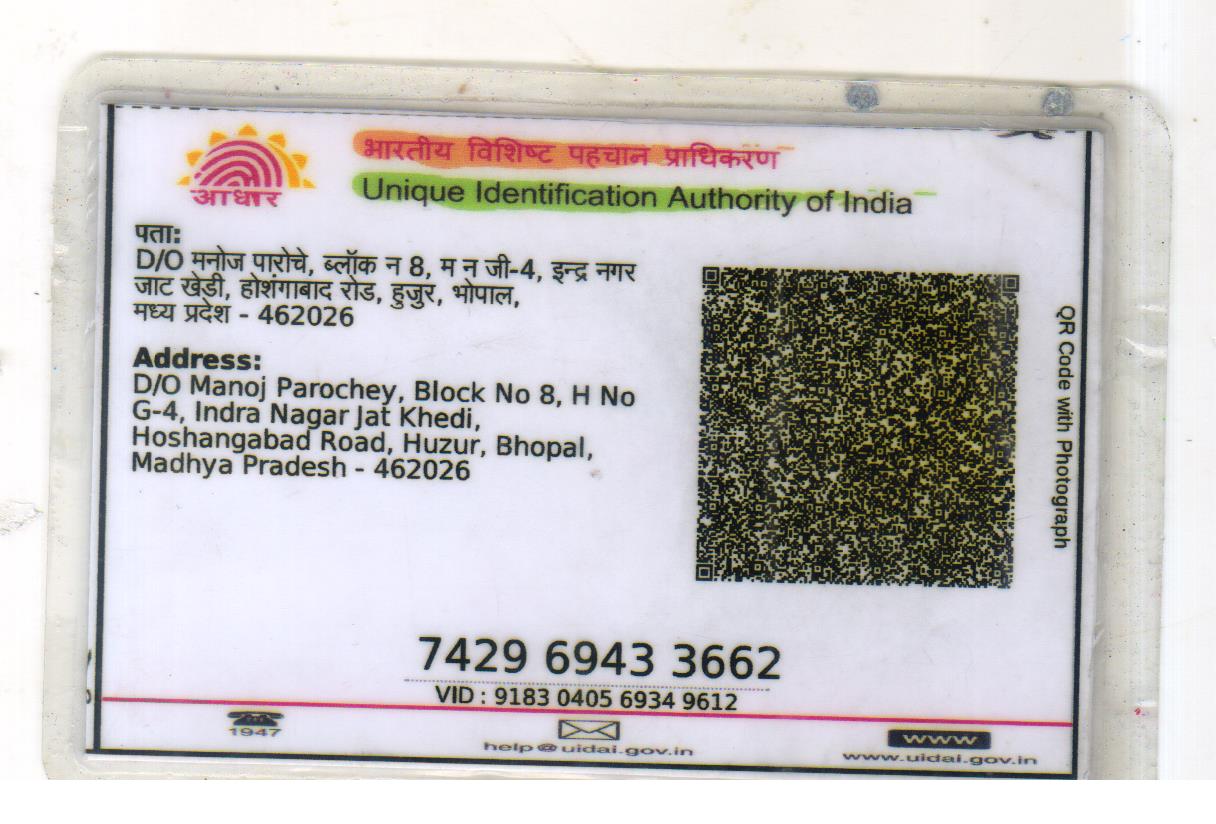 आधार
भारतीय विशिष्ट पहचान प्राधिकरण
Unique Identification Authority of India
पता:
D/O मनोज पारोचे, ब्लॉक न 8, म न जी-4, इन्द्र नगर
जाट खेडी, होशंगाबाद रोड, हुजुर, भोपाल,
मध्य प्रदेश - 462026
Address:
D/O Manoj Parochey, Block No 8, H No
G-4, Indra Nagar Jat Khedi,
Hoshangabad Road, Huzur, Bhopal,
Madhya Pradesh - 462026
QR Code with Photograph
7429 6943 3662
VID : 9183 0405 6934 9612
1947
help@uidai.gov.in
www
www.uidai.gov.in